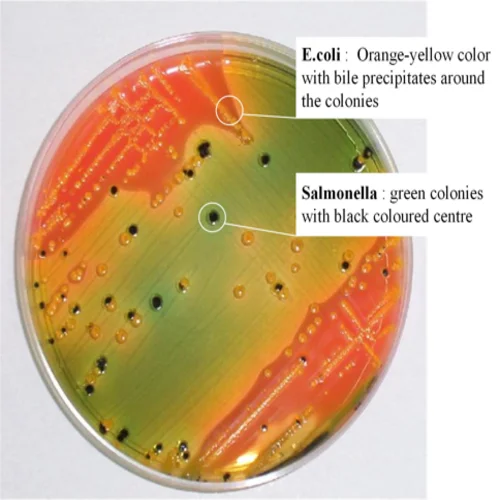 E.coli : Orange-yellow color
with bile precipitates around
the colonies
Salmonella : green colonies
with black coloured centre